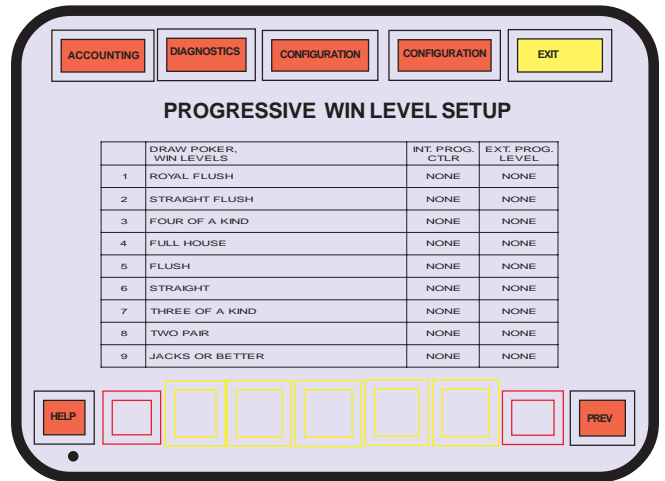 ACCOUNTING DIAGNOSTICS CONFIGURATION CONFIGURATION EXIT
PROGRESSIVE WIN LEVEL SETUP
DRAW POKER, INT. PROG. EXT. PROG.
WIN LEVELS CTLR LEVEL
1 ROYAL FLUSH NONE NONE
2 STRAIGHT FLUSH NONE NONE
3 FOUR OF A KIND NONE NONE
4 FULL HOUSE NONE NONE
5 FLUSH NONE NONE
6 STRAIGHT NONE NONE
7 THREE OF A KIND NONE NONE
8 TWO PAIR NONE NONE
9 JACKS OR BETTER NONE NONE
HELP PREV